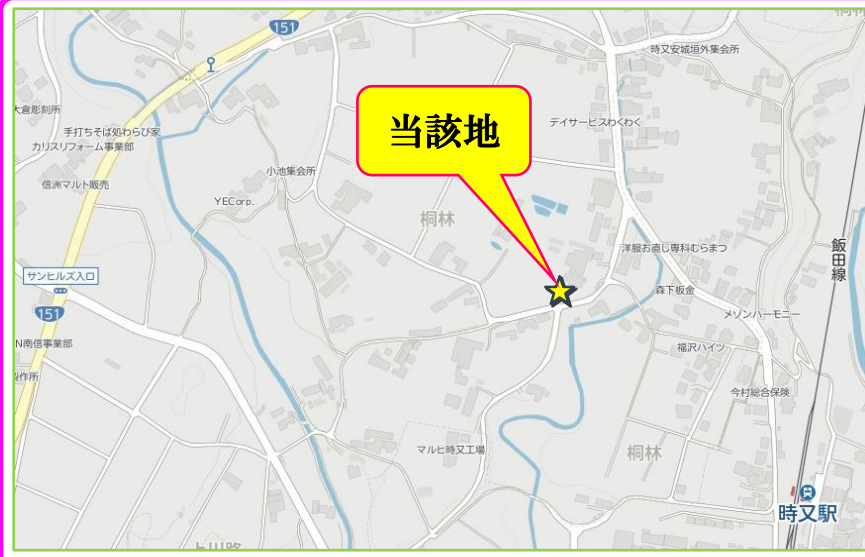 151
時又安城垣外集会所
大倉彫刻所
当該地
デイサービスわくわく
手打ちそば処わらび家
カリスリフォーム事業部
小池集会所
信洲マルト販売
YECorp.
桐林
洋服お直し専科むらまつ
飯田線
サンヒルズ入口
森下板金
151
メゾンハーモニー
N南信事業部
福沢ハイツ
製作所
今村総合保険
マルヒ時又工場
桐林
時又駅
上川路